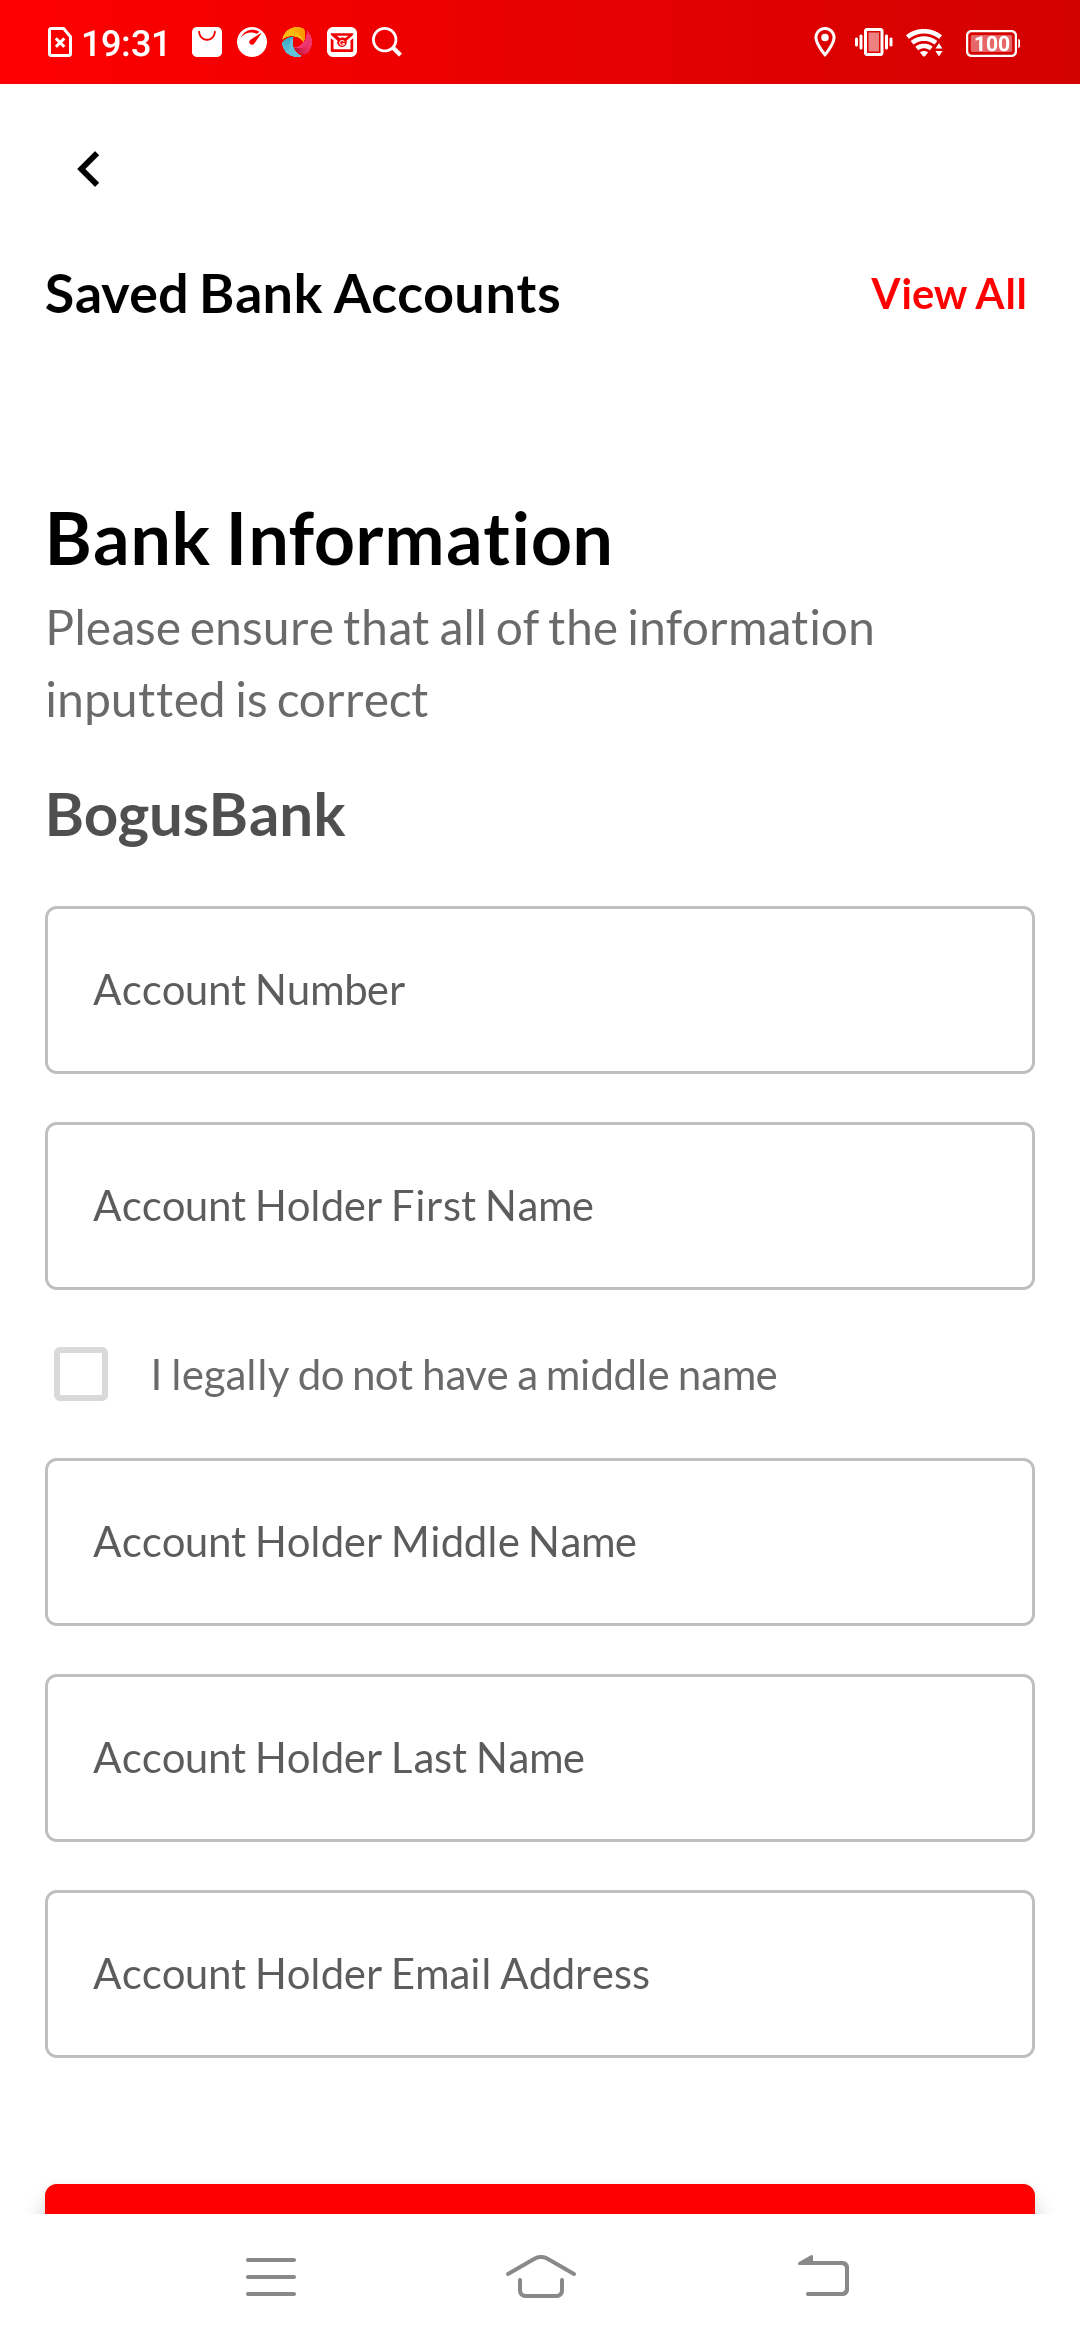 19:31
100
Saved Bank Accounts
View All
Bank Information
Please ensure that all of the information
inputted is correct
BogusBank
Account Number
Account Holder First Name
I legally do not have a middle name
Account Holder Middle Name
Account Holder Last Name
Account Holder Email Address